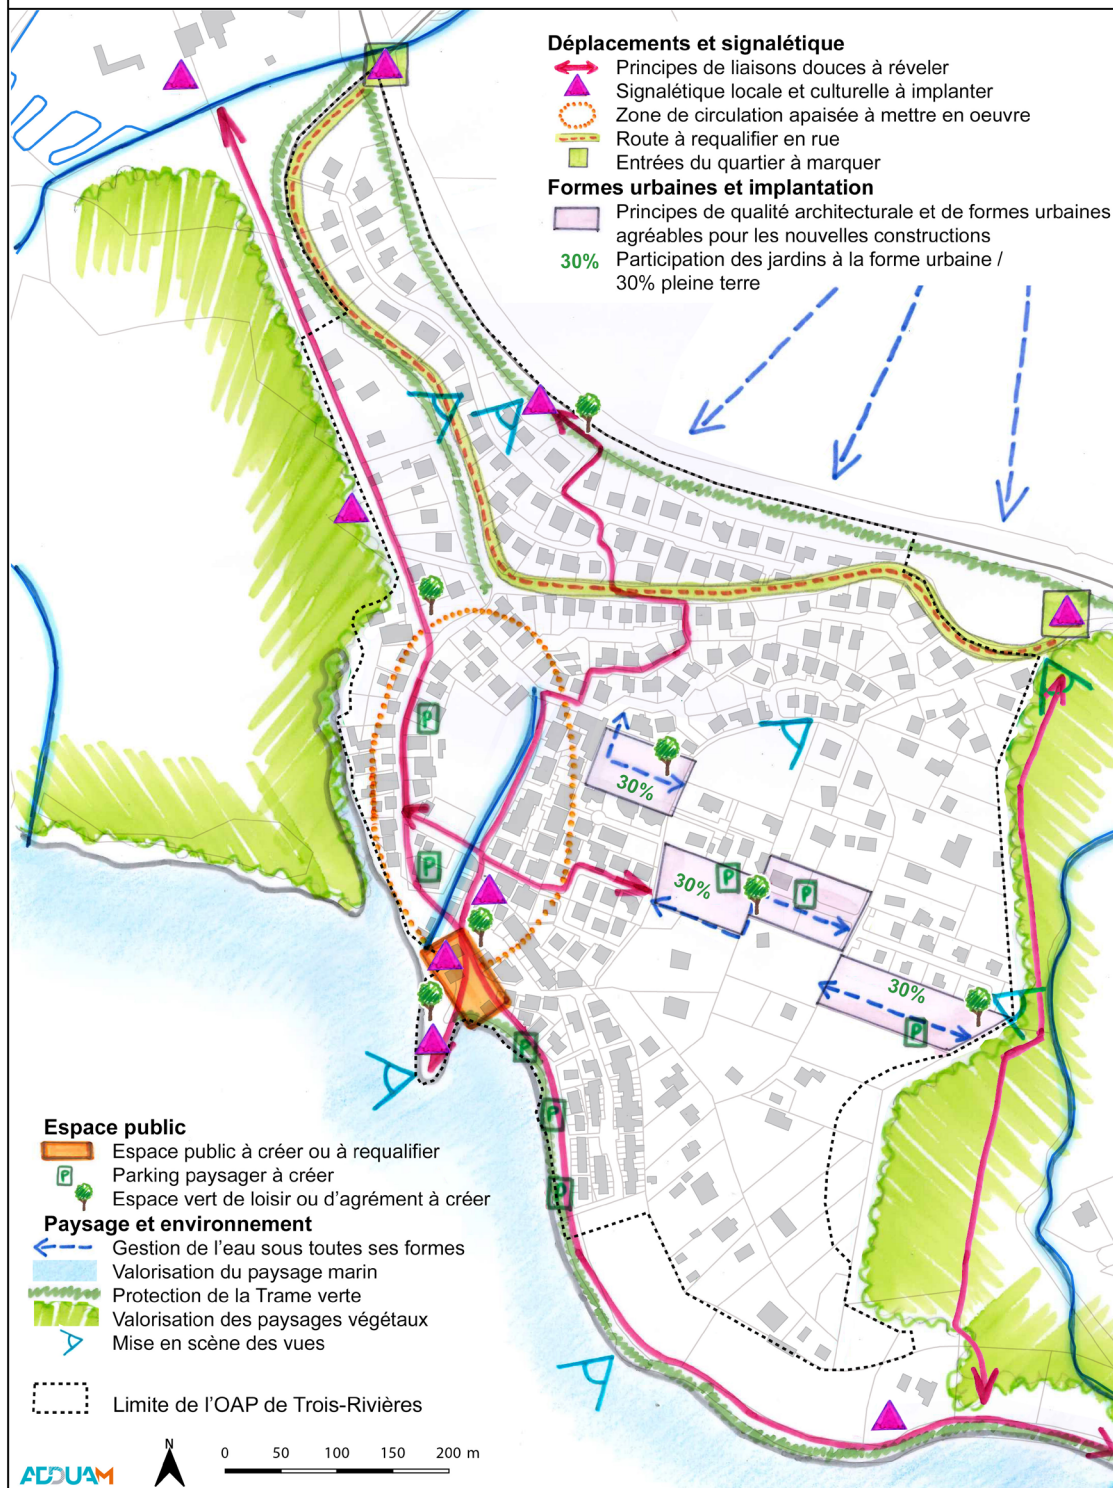 Déplacements et signalétique
Principes de liaisons douces à réveler
Signalétique locale et culturelle à implanter
Zone de circulation apaisée à mettre en oeuvre
Route à requalifier en rue
Entrées du quartier à marquer
Formes urbaines et implantation
Principes de qualité architecturale et de formes urbaines
agréables pour les nouvelles constructions
30% Participation des jardins à la forme urbaine /
30% pleine terre
P
30%
P
30%
P
P
30%
P
P
P
P
Espace public
Espace public à créer ou à requalifier
P Parking paysager à créer
Espace vert de loisir ou d'agrément à créer
Paysage et environnement
Gestion de l'eau sous toutes ses formes
Valorisation du paysage marin
Protection de la Trame verte
Valorisation des paysages végétaux
Mise en scène des vues
Limite de l'OAP de Trois-Rivières
ADDUAM
N
0 50 100 150 200 m